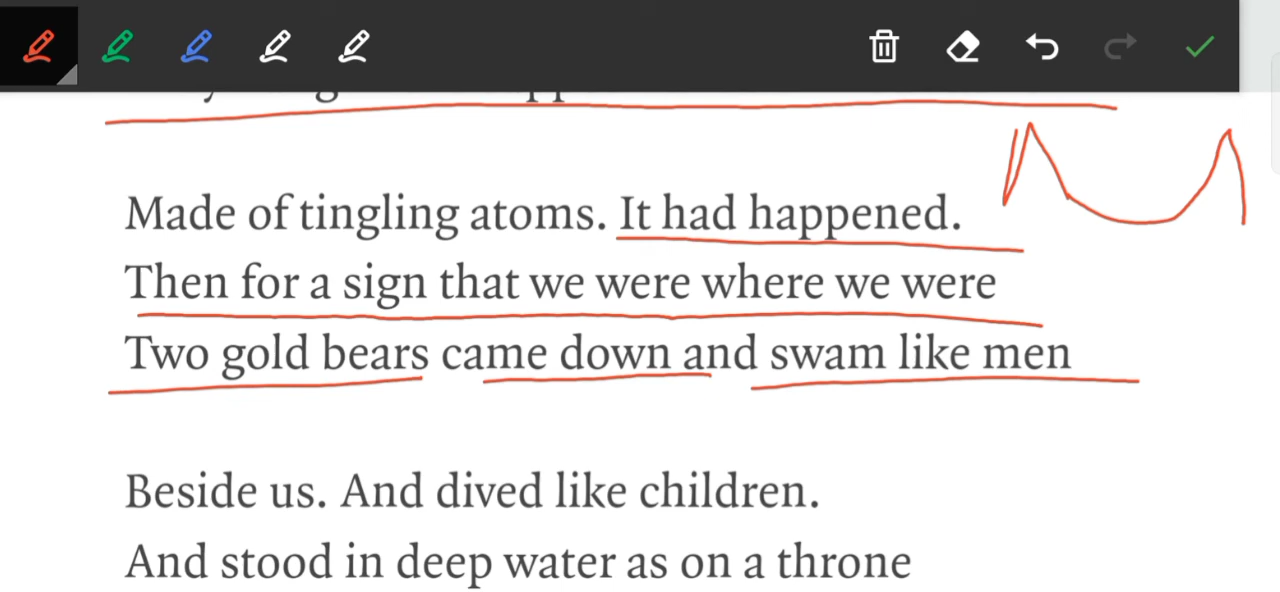 Made of tingling atoms. It had happened.
Then for a sign that we were where we were
Two gold bears came down and swam like men
Beside us. And dived like children.
And stood in deep water as on a throne